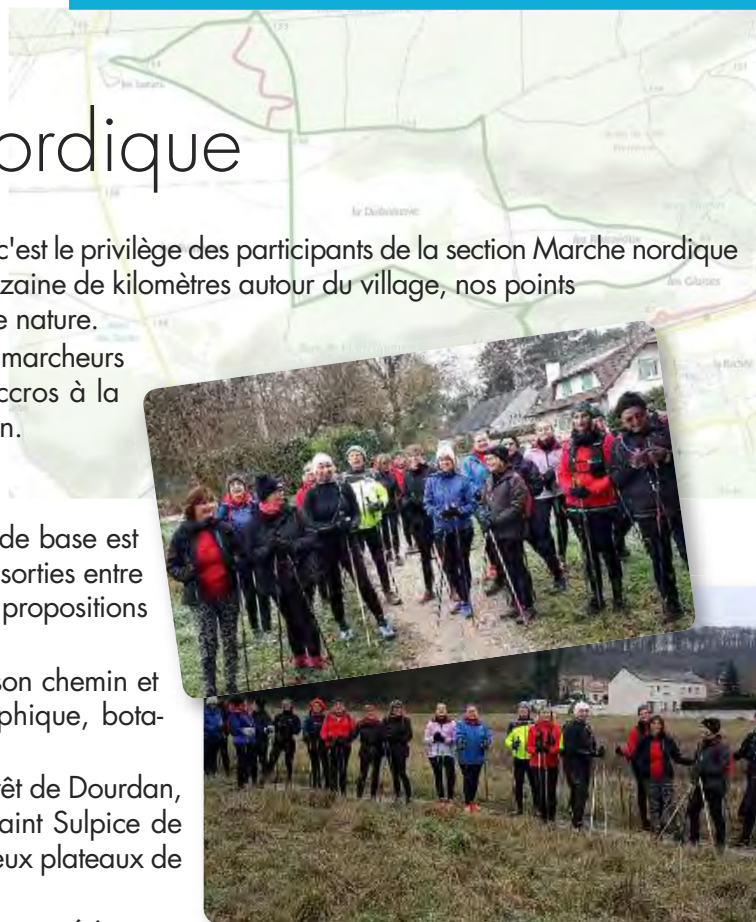 ordique
c'est le privilège des participants de la section Marche nordique
zaine de kilomètres autour du village, nos points
e nature.
marcheurs
ccros à la
n.
de base est
sorties entre
propositions
son chemin et
phique, bota-
rêt de Dourdan,
aint Sulpice de
eux plateaux de